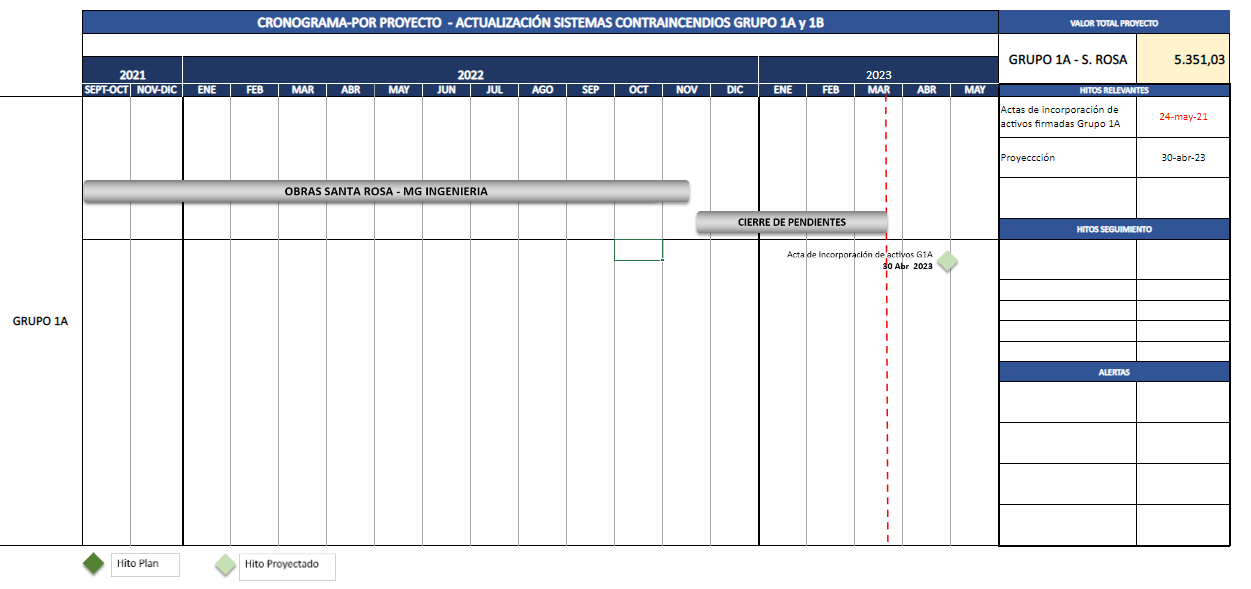 CRONOGRAMA-POR PROYECTO - ACTUALIZACIÓN SISTEMAS CONTRAINCENDIOS GRUPO 1A y 1B
VALOR TOTAL PROYECTO
GRUPO 1A - S. ROSA
5.351,03
2021
2022
2023
SEPT-OCT NOV-DIC ENE FEB MAR ABR MAY JUN JUL AGO SEP OCT NOV DIC ENE FEB MAR ABR MAY
HITOS RELEVANTES
Actas de incorporación de
activos firmadas Grupo 1A
24-may-21
Proyeccción
30-abr-23
OBRAS SANTA ROSA - MG INGENIERIA
CIERRE DE PENDIENTES
HITOS SEGUIMIENTO
Acta de Incorporación de activos G1A
30 Abr 2023
GRUPO 1A
ALERTAS
Hito Plan
Hito Proyectado